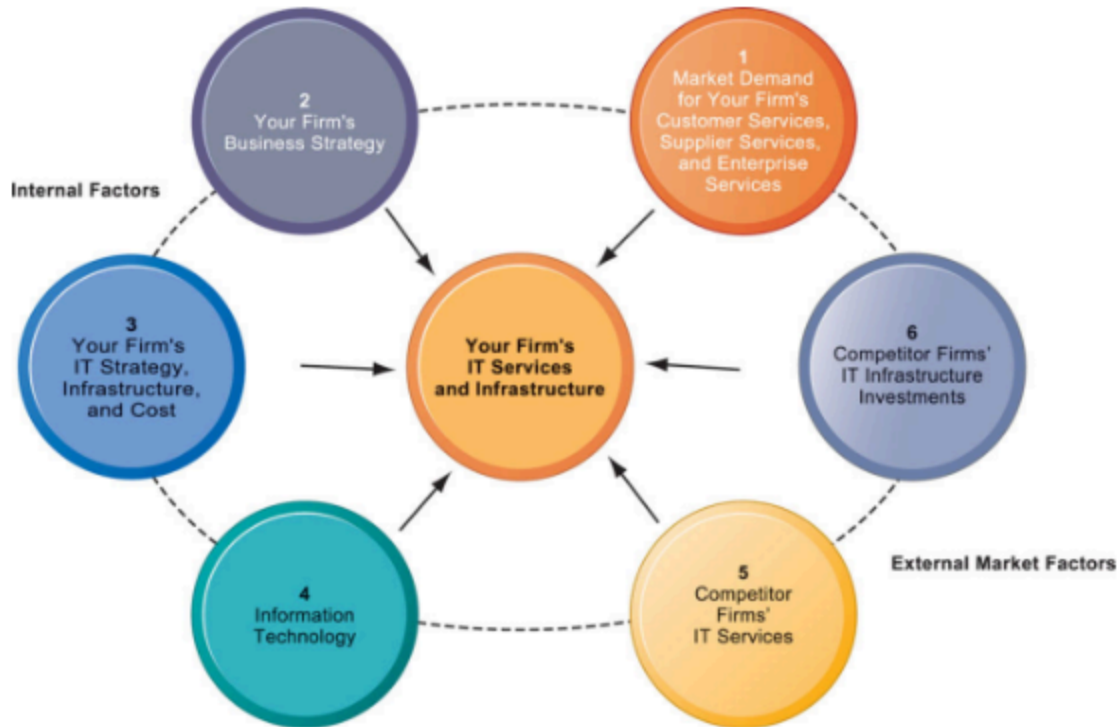 1
Market Demand
for Your Firm's
Customer Services,
Supplier Services,
and Enterprise
Services
2
Your Firm's
Business Strategy
Internal Factors
3
Your Firm's
IT Strategy,
Infrastructure,
and Cost
Your Firm's
IT Services
and Infrastructure
6
Competitor Firms'
IT Infrastructure
Investments
4
Information
Technology
5
Competitor
Firms'
IT Services
External Market Factors